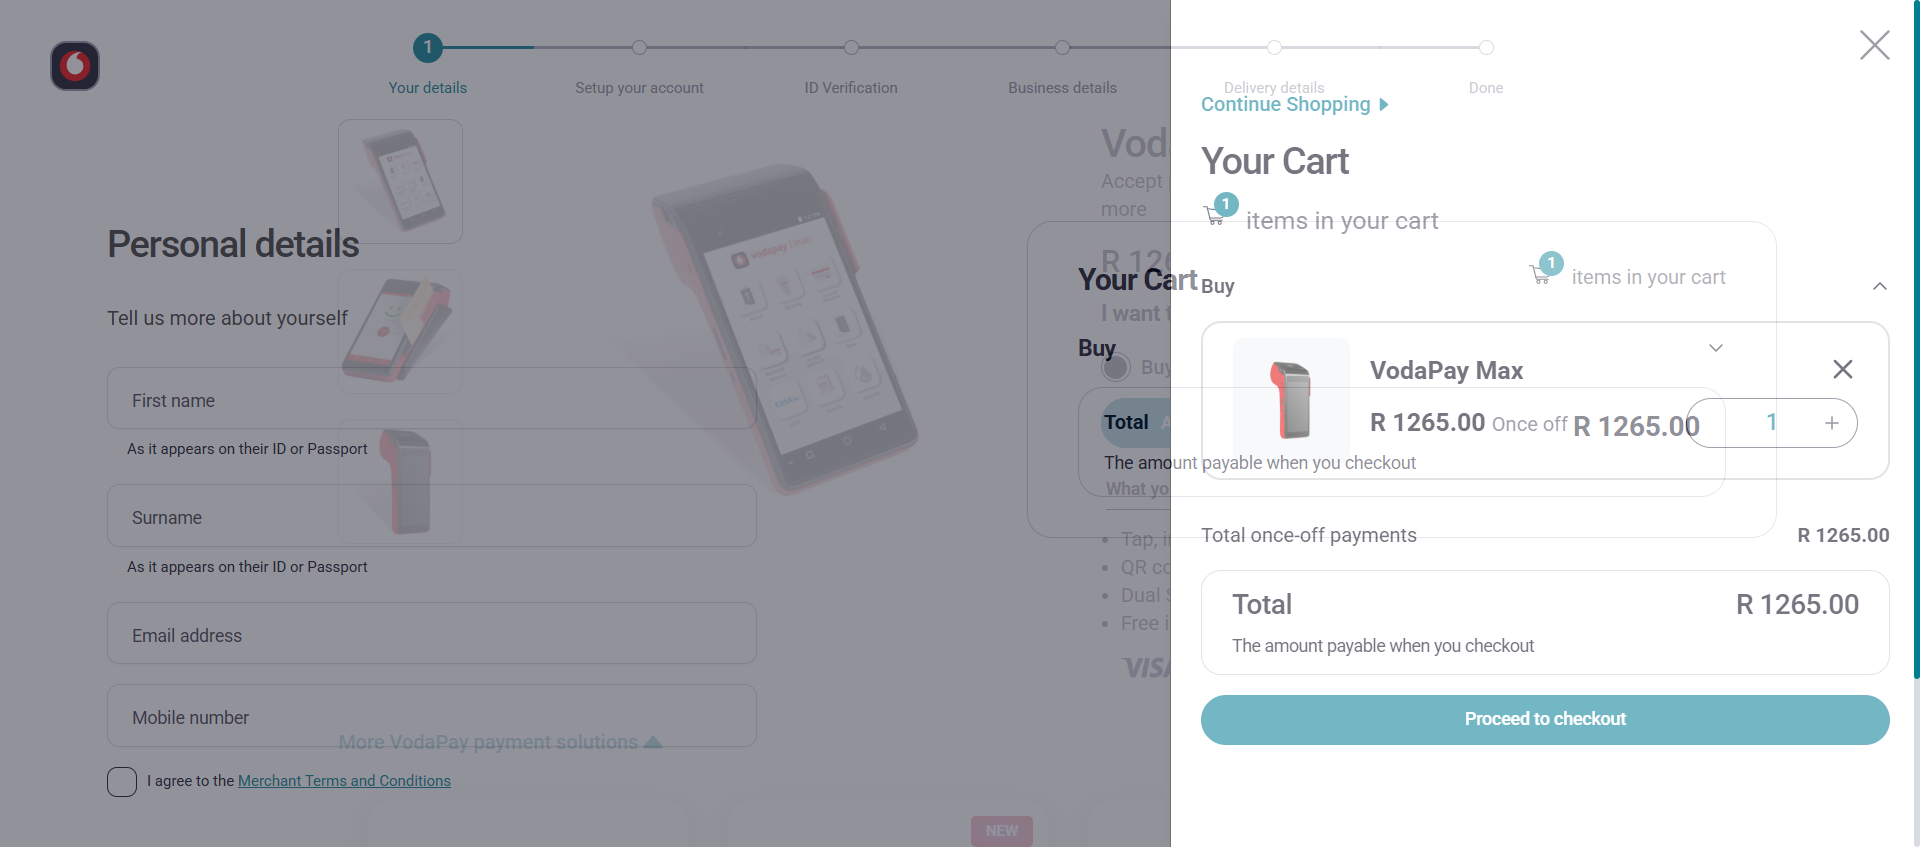 1
Your details
Setup your account
ID Verification
Business details
Delivery details
Done
Continue Shopping
Your Cart
1
items in your cart
Buy
VodaPay Max
R 1265.00 Once off
1 +
Total once-off payments
R 1265.00
Total
R 1265.00
The amount payable when you checkout
Proceed to checkout
Personal details
Tell us more about yourself
First name
As it appears on their ID or Passport
Surname
As it appears on their ID or Passport
Email address
Mobile number
I agree to the Merchant Terms and Conditions
More VodaPay payment solutions
NEW
vodapay max
Accept
more
R 126
I want
Buy
What yo
Tap,
QR
Dual
Free
VISA
Your Cart
1
items in your cart
Buy
Total
R 1265.00
The amount payable when you checkout